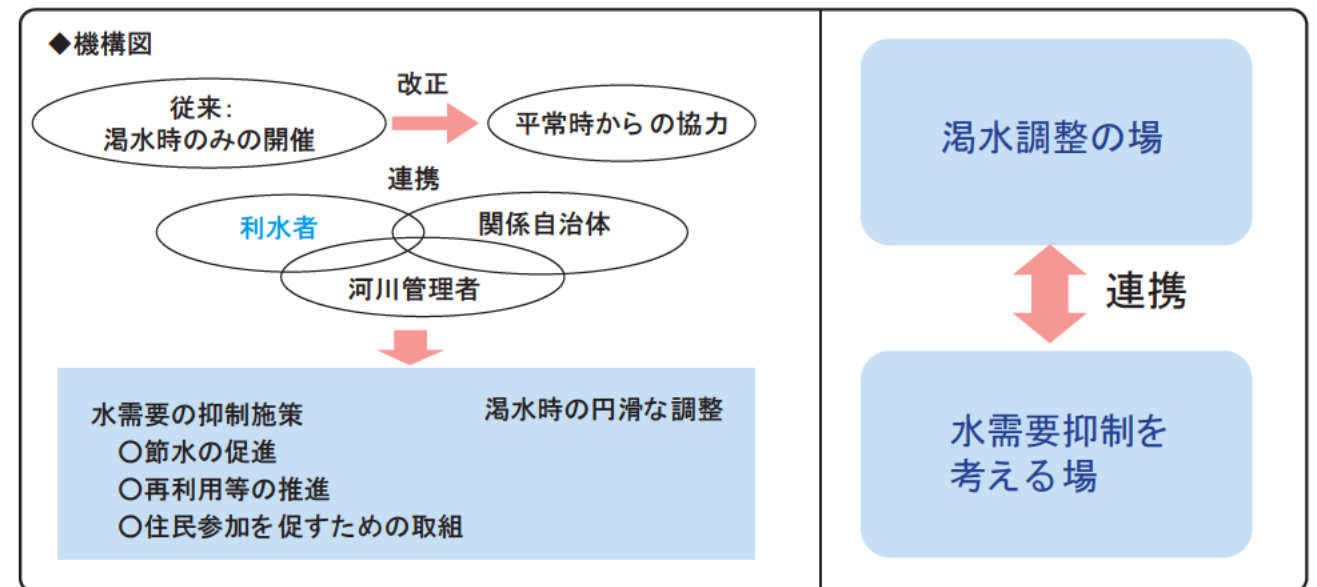 ◆機構図
従来：
渇水時のみの開催
改正
平常時からの協力
連携
利水者
関係自治体
河川管理者
水需要の抑制施策
〇節水の促進
〇再利用等の推進
〇住民参加を促すための取組
渇水時の円滑な調整
渇水調整の場
連携
水需要抑制を
考える場